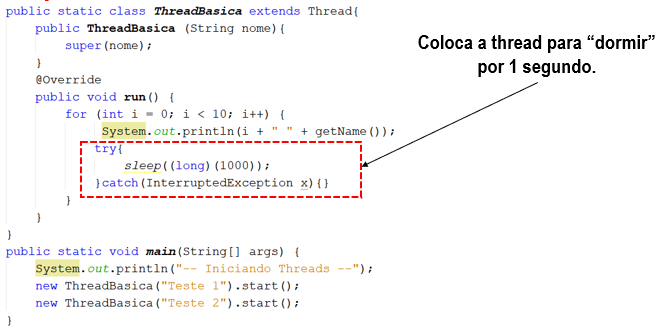 public static class ThreadBasica extends Thread{
public ThreadBasica (String nome){
super(nome);
}
@Override
public void run() {
for (int i = 0; i < 10; i++) {
System.out.println(i + " " + getName());
try{
sleep((long)(1000));
}catch(InterruptedException x){}
}
}
}
public static void main(String[] args) {
System.out.println("-- Iniciando Threads --");
new ThreadBasica("Teste 1").start();
new ThreadBasica("Teste 2").start();
}
Coloca a thread para “dormir”
por 1 segundo.